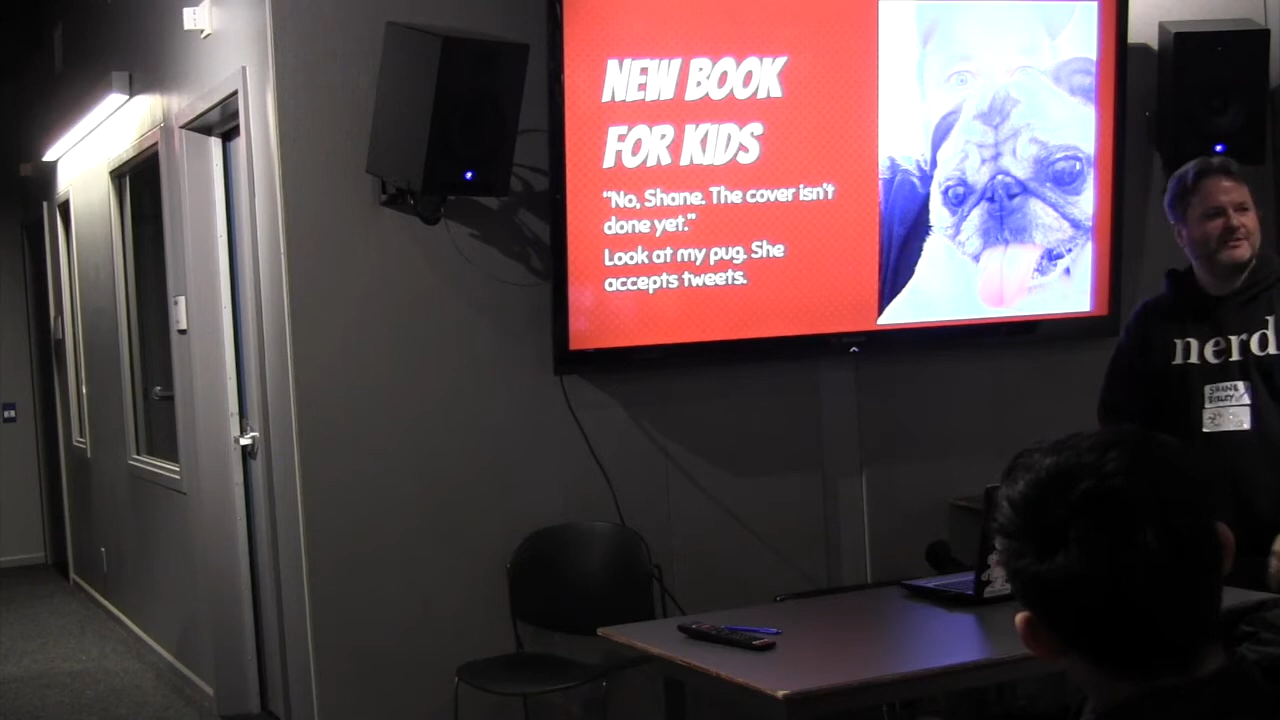 NEW BOOK
FOR KIDS
"No, Shane. The cover isn't
done yet."
Look at my pug. She
accepts tweets.
nerd
SHANE